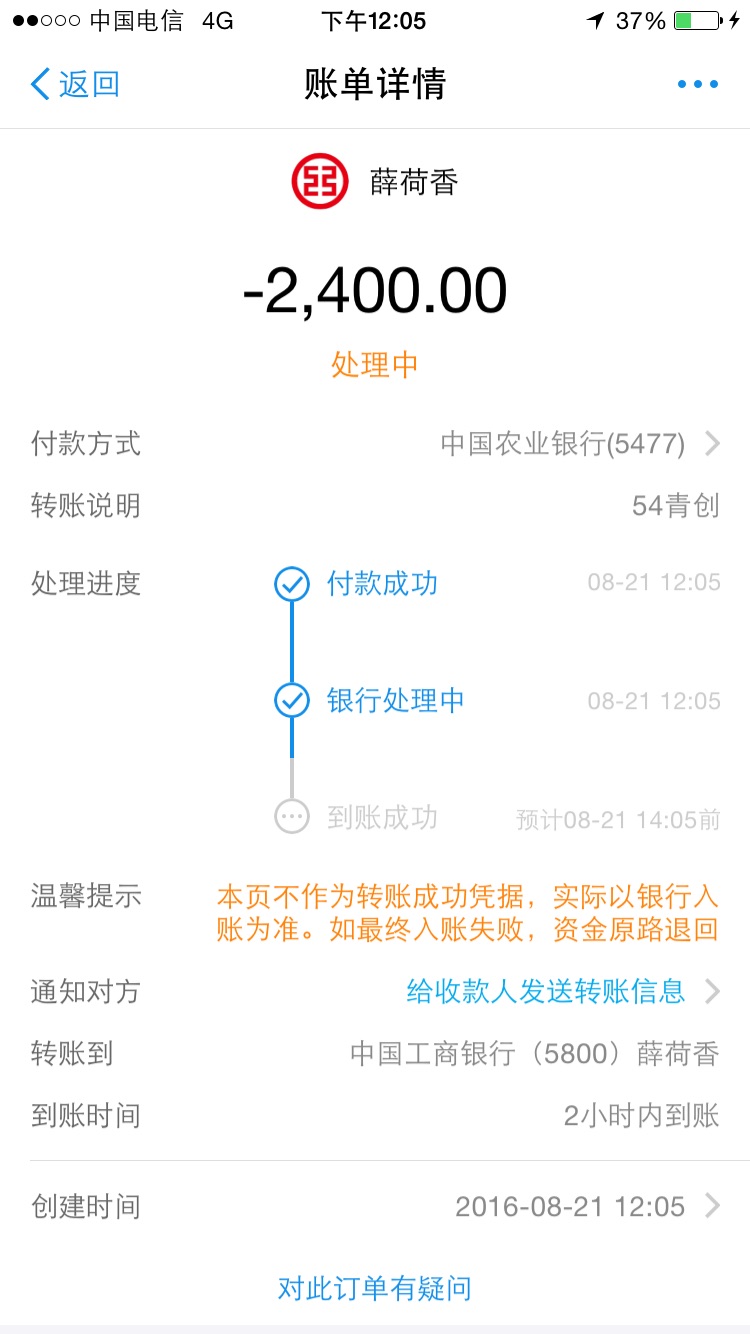 中国电信 4G 下午12:05 37%
返回 账单详情
薛荷香
-2,400.00
处理中
付款方式 中国农业银行(5477)
转账说明 54青创
处理进度 付款成功 08-21 12:05
银行处理中 08-21 12:05
到账成功 预计08-21 14:05前
温馨提示 本页不作为转账成功凭据，实际以银行入
账为准。如最终入账失败，资金原路退回
通知对方 给收款人发送转账信息
转账到 中国工商银行（5800）薛荷香
到账时间 2小时内到账
创建时间 2016-08-21 12:05
对此订单有疑问